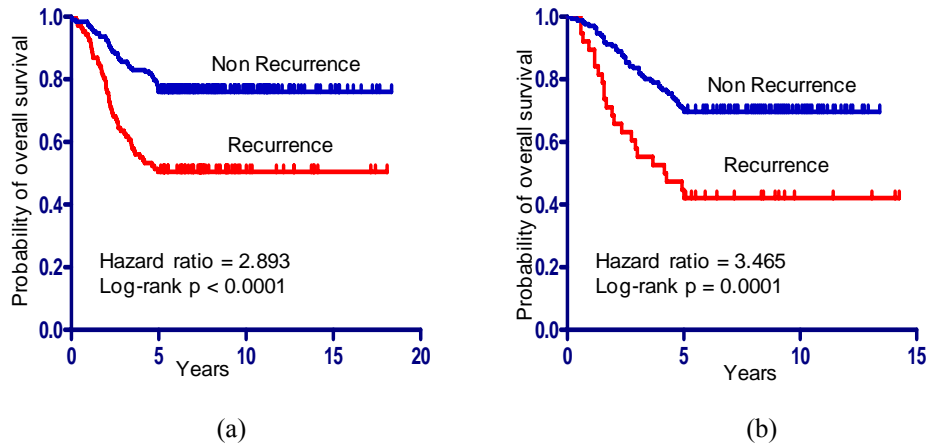 Probability of overall survival
1.0
0.8
0.6
0.4
0.2
0.0
Non Recurrence
Recurrence
Hazard ratio = 2.893
Log-rank p < 0.0001
0 5 10 15 20
Years
(a)
Probability of overall survival
1.0
0.8
0.6
0.4
0.2
0.0
Non Recurrence
Recurrence
Hazard ratio = 3.465
Log-rank p = 0.0001
0 5 10 15
Years
(b)